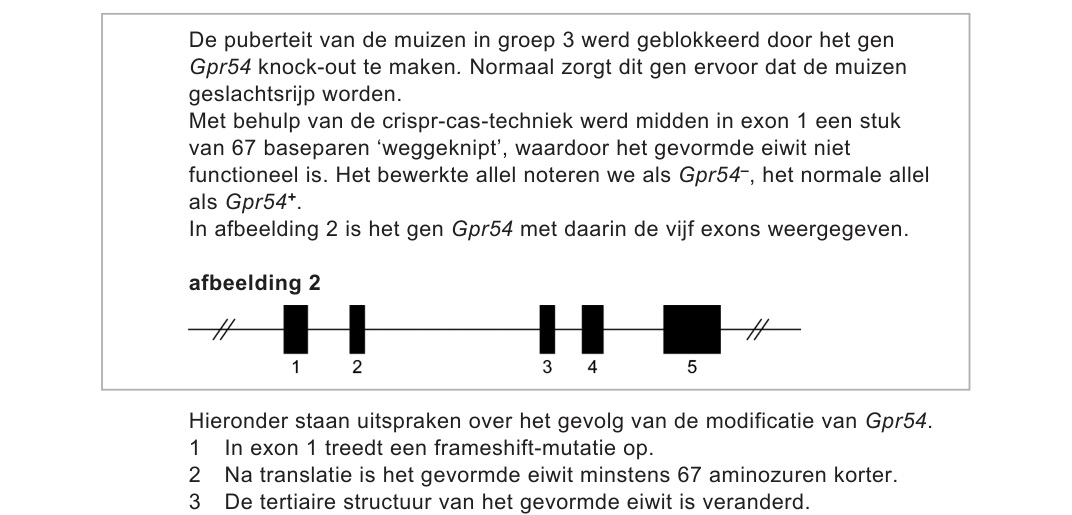 De puberteit van de muizen in groep 3 werd geblokkeerd door het gen
Gpr54 knock-out te maken. Normaal zorgt dit gen ervoor dat de muizen
geslachtsrijp worden.
Met behulp van de crispr-cas-techniek werd midden in exon 1 een stuk
van 67 baseparen ‘weggeknipt’, waardoor het gevormde eiwit niet
functioneel is. Het bewerkte allel noteren we als Gpr54⁻, het normale allel
als Gpr54⁺.
In afbeelding 2 is het gen Gpr54 met daarin de vijf exons weergegeven.
afbeelding 2
1 2 3 4 5
Hieronder staan uitspraken over het gevolg van de modificatie van Gpr54.
1 In exon 1 treedt een frameshift-mutatie op.
2 Na translatie is het gevormde eiwit minstens 67 aminozuren korter.
3 De tertiaire structuur van het gevormde eiwit is veranderd.